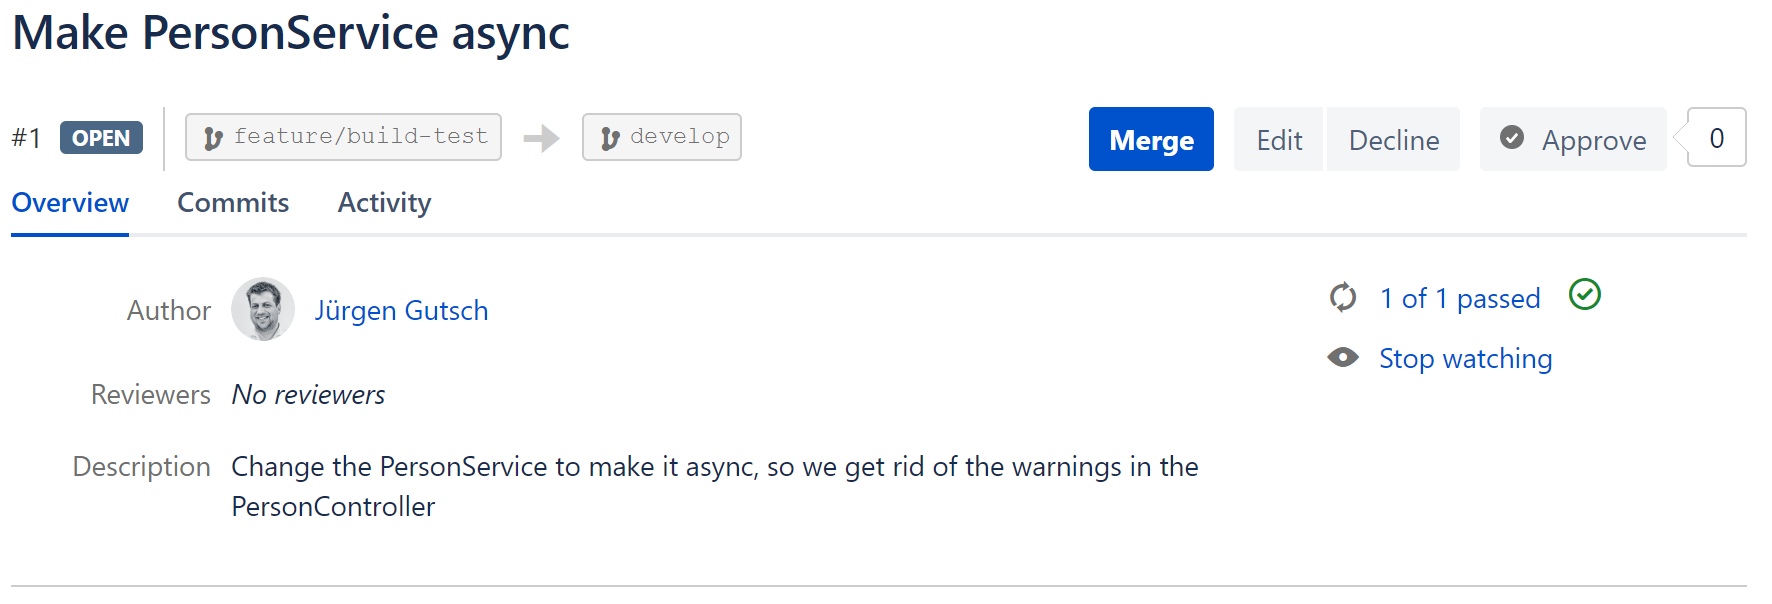 Make PersonService async
#1 OPEN feature/build-test develop Merge Edit Decline Approve 0
Overview Commits Activity
Author Jürgen Gutsch 1 of 1 passed
Stop watching
Reviewers No reviewers
Description Change the PersonService to make it async, so we get rid of the warnings in the
PersonController